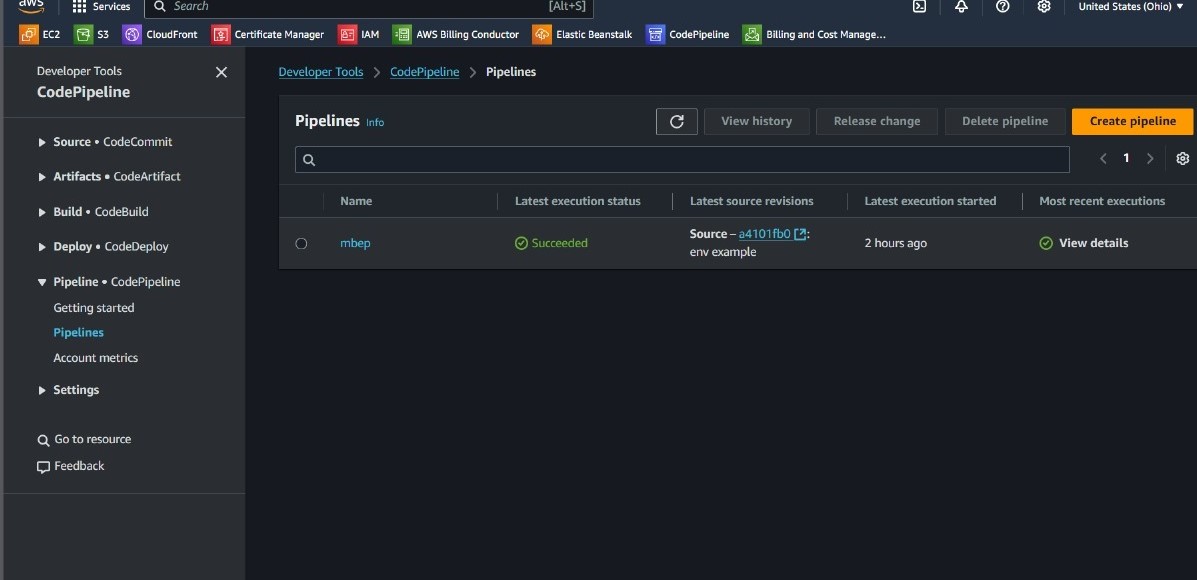 aws Services Search [Alt+S] United States (Ohio)
EC2 S3 CloudFront Certificate Manager IAM AWS Billing Conductor Elastic Beanstalk CodePipeline Billing and Cost Manage...
Developer Tools
CodePipeline
Source • CodeCommit
Artifacts • CodeArtifact
Build • CodeBuild
Deploy • CodeDeploy
Pipeline • CodePipeline
Getting started
Pipelines
Account metrics
Settings
Go to resource
Feedback
Developer Tools CodePipeline Pipelines
Pipelines Info View history Release change Delete pipeline Create pipeline
1
Name Latest execution status Latest source revisions Latest execution started Most recent executions
mbep Succeeded Source – a4101fb0: 2 hours ago View details
env example